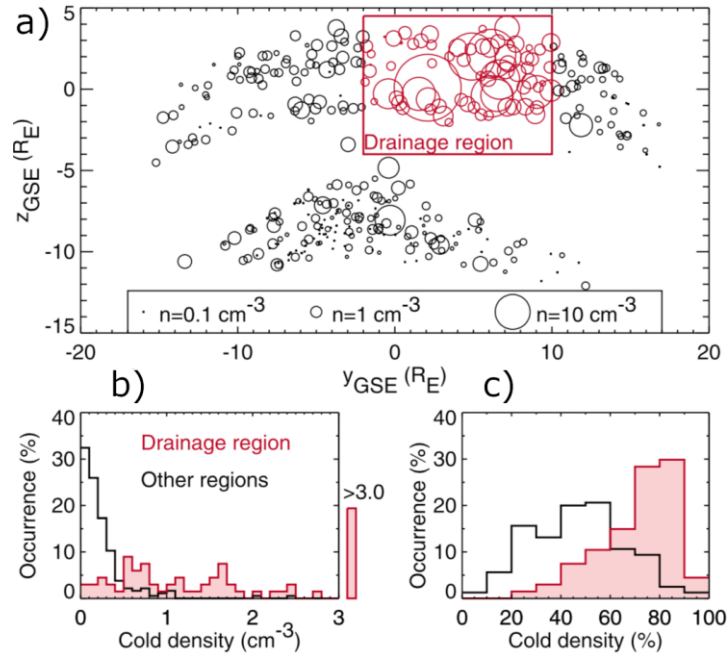 a)
5
0
-5
-10
-15
z_GSE (R_E)
Drainage region
n=0.1 cm⁻³
n=1 cm⁻³
n=10 cm⁻³
-20
-10
0
10
20
y_GSE (R_E)
b)
40
30
20
10
0
Occurrence (%)
Drainage region
Other regions
>3.0
0
1
2
3
Cold density (cm⁻³)
c)
40
30
20
10
0
Occurrence (%)
0
20
40
60
80
100
Cold density (%)